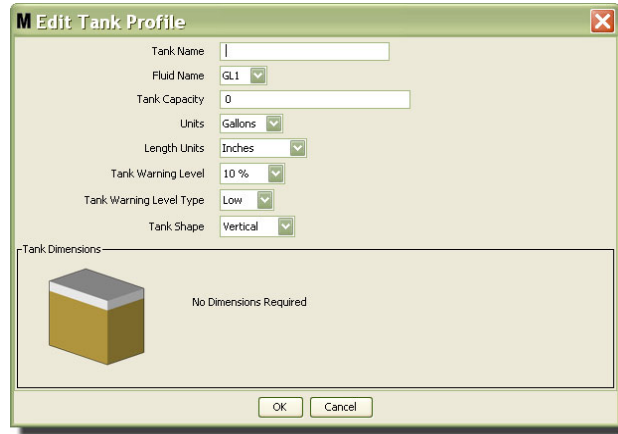 M Edit Tank Profile
Tank Name
Fluid Name GL1
Tank Capacity 0
Units Gallons
Length Units Inches
Tank Warning Level 10 %
Tank Warning Level Type Low
Tank Shape Vertical
Tank Dimensions
No Dimensions Required
OK Cancel